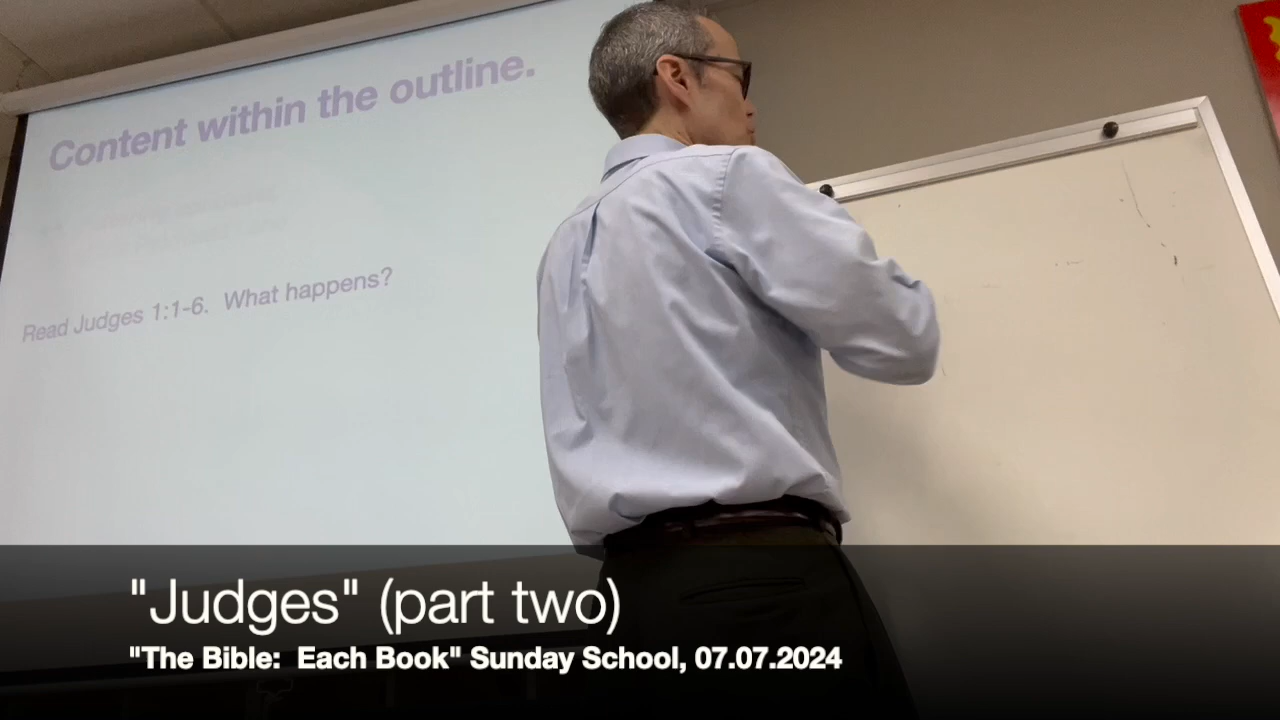 Content within the outline.
Read Judges 1:1-6.  What happens?
"Judges" (part two)
"The Bible:  Each Book" Sunday School, 07.07.2024